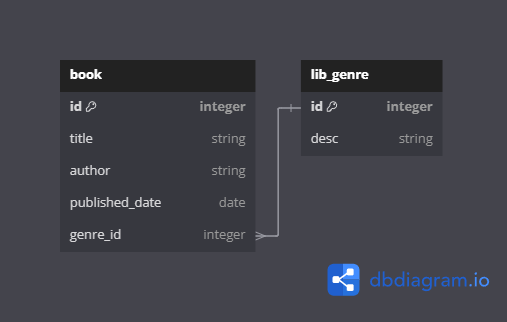 book
id integer
title string
author string
published_date date
genre_id integer
lib_genre
id integer
desc string
dbdiagram.io